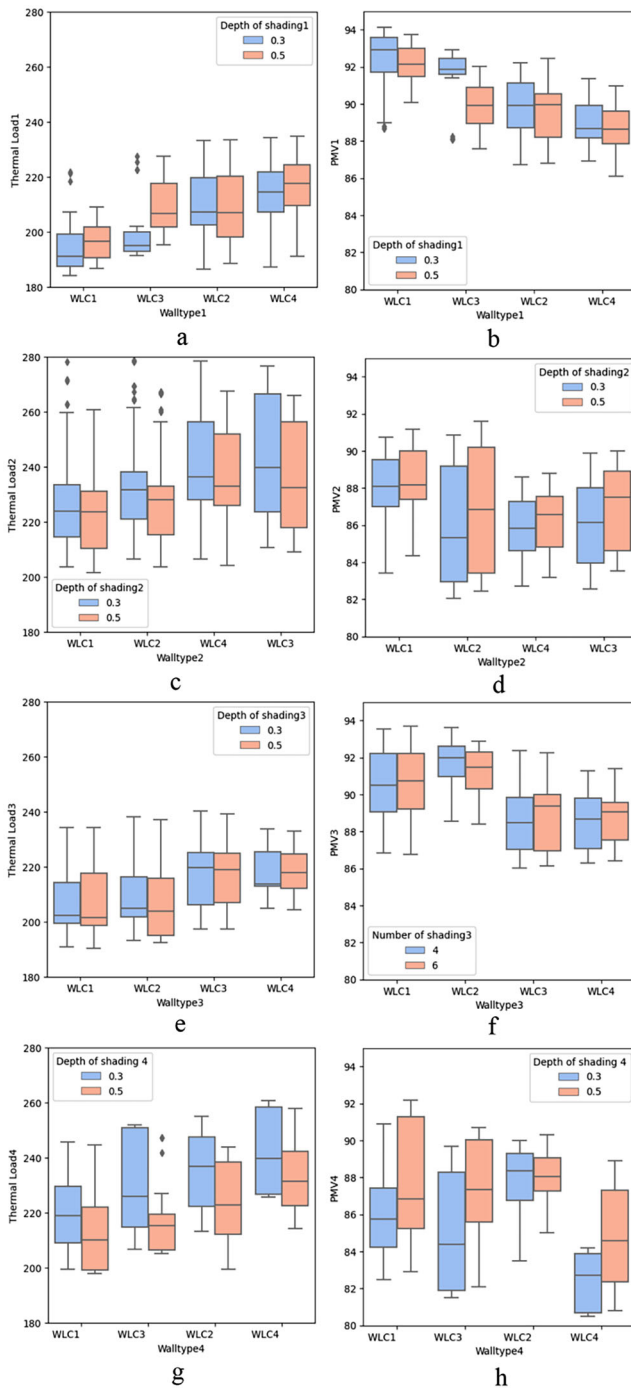 Depth of shading1
0.3
0.5
280
260
240
220
200
180
Thermal Load1
WLC1 WLC3 WLC2 WLC4
Walltype1
a
94
92
90
88
86
84
82
80
PMV1
Depth of shading1
0.3
0.5
WLC1 WLC3 WLC2 WLC4
Walltype1
b
280
260
240
220
200
180
Thermal Load2
Depth of shading2
0.3
0.5
WLC1 WLC2 WLC4 WLC3
Walltype2
c
Depth of shading2
0.3
0.5
94
92
90
88
86
84
82
80
PMV2
WLC1 WLC2 WLC4 WLC3
Walltype2
d
Depth of shading3
0.3
0.5
280
260
240
220
200
180
Thermal Load3
WLC1 WLC2 WLC3 WLC4
Walltype3
e
94
92
90
88
86
84
82
80
PMV3
Number of shading3
4
6
WLC1 WLC2 WLC3 WLC4
Walltype3
f
Depth of shading 4
0.3
0.5
280
260
240
220
200
180
Thermal Load4
WLC1 WLC3 WLC2 WLC4
Walltype4
g
Depth of shading 4
0.3
0.5
94
92
90
88
86
84
82
80
PMV4
WLC1 WLC3 WLC2 WLC4
Walltype4
h